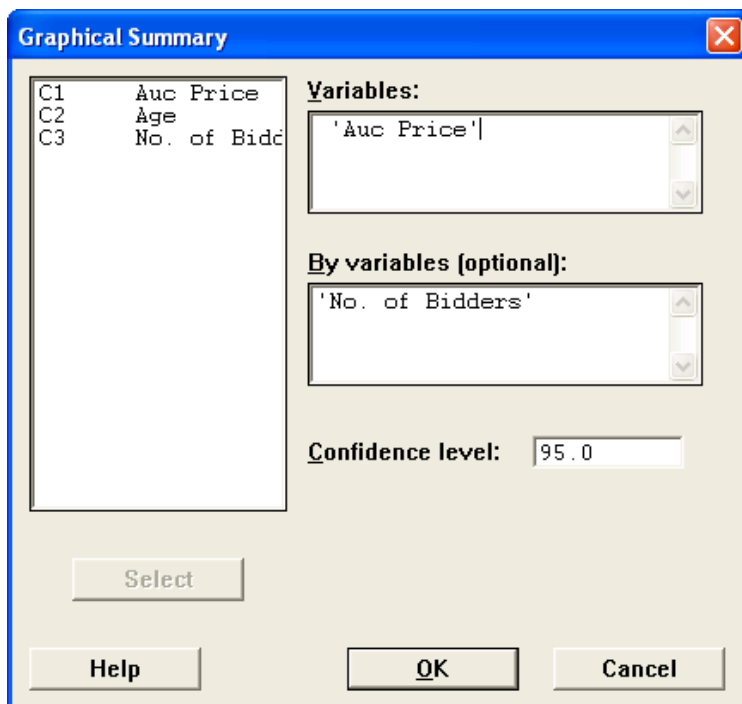 Graphical Summary
C1 Auc Price
C2 Age
C3 No. of Bidd
Variables:
'Auc Price'
By variables (optional):
'No. of Bidders'
Confidence level: 95.0
Select
Help OK Cancel